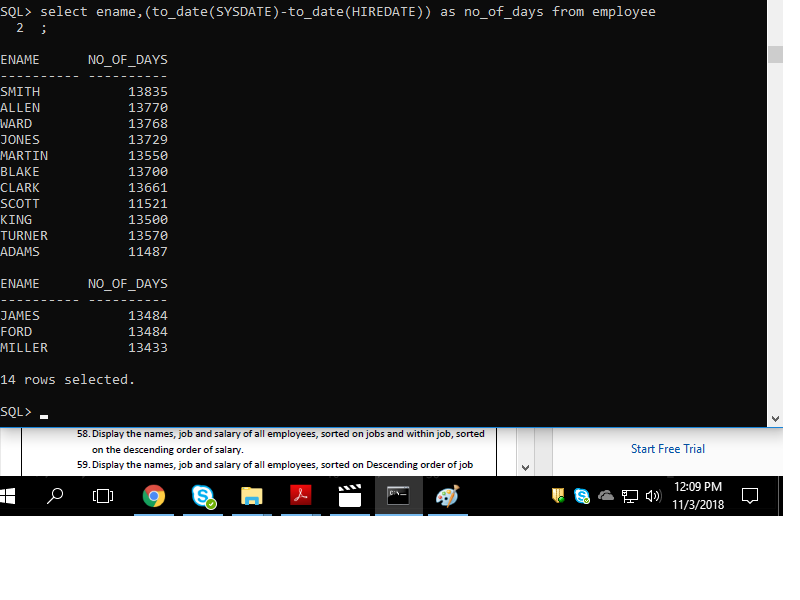 SQL> select ename,(to_date(SYSDATE)-to_date(HIREDATE)) as no_of_days from employee
  2  ;
ENAME      NO_OF_DAYS
---------- ----------
SMITH           13835
ALLEN           13770
WARD            13768
JONES           13729
MARTIN          13550
BLAKE           13700
CLARK           13661
SCOTT           11521
KING            13500
TURNER          13570
ADAMS           11487
ENAME      NO_OF_DAYS
---------- ----------
JAMES           13484
FORD            13484
MILLER          13433
14 rows selected.
SQL>
58. Display the names, job and salary of all employees, sorted on jobs and within job, sorted
on the descending order of salary.
59. Display the names, job and salary of all employees, sorted on Descending order of job
Start Free Trial
12:09 PM
11/3/2018